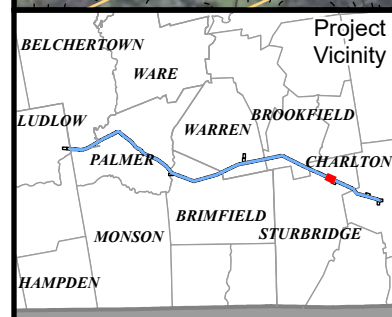 Project
Vicinity
BELCHERTOWN
WARE
BROOKFIELD
LUDLOW
WARREN
CHARLTON
PALMER
BRIMFIELD
STURBRIDGE
MONSON
HAMPDEN